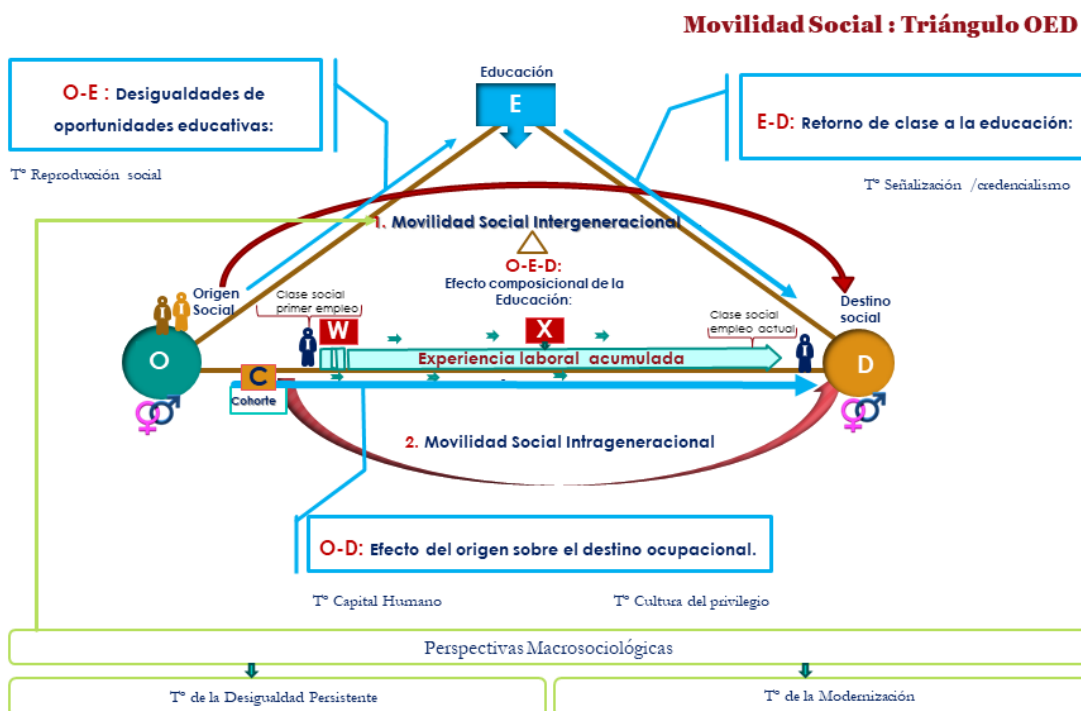 Movilidad Social : Triángulo OED
O-E : Desigualdades de
oportunidades educativas:
Educación
E
E-D: Retorno de clase a la educación:
Tº Reproducción social
Tº Señalización /credencialismo
1. Movilidad Social Intergeneracional
O-E-D:
Efecto composicional de la
Educación:
Origen
Social
Clase social
primer empleo
Clase social
empleo actual
Destino
social
W
X
O
Experiencia laboral acumulada
D
C
Cohorte
2. Movilidad Social Intrageneracional
O-D: Efecto del origen sobre el destino ocupacional.
Tº Capital Humano
Tº Cultura del privilegio
Perspectivas Macrosociológicas
Tº de la Desigualdad Persistente
Tº de la Modernización